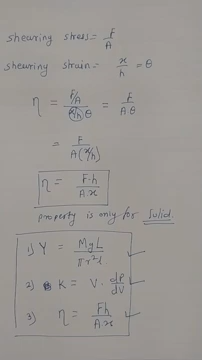 shearing stress = F/A
shearing strain = x/h = θ
η = (F/A)/((x/h) θ) = F/Aθ
= F/A(x/h)
η = F·h/Ax
property is only for solid.
1) Y = MgL/πr²l
2) K = V · dP/dV
3) η = Fh/Ax